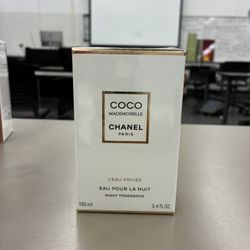 COCO
MADEMOISELLE
CHANEL
PARIS
L'EAU PRIVÉE
EAU POUR LA NUIT
NIGHT FRAGRANCE
100 ml 3.4 FL.OZ